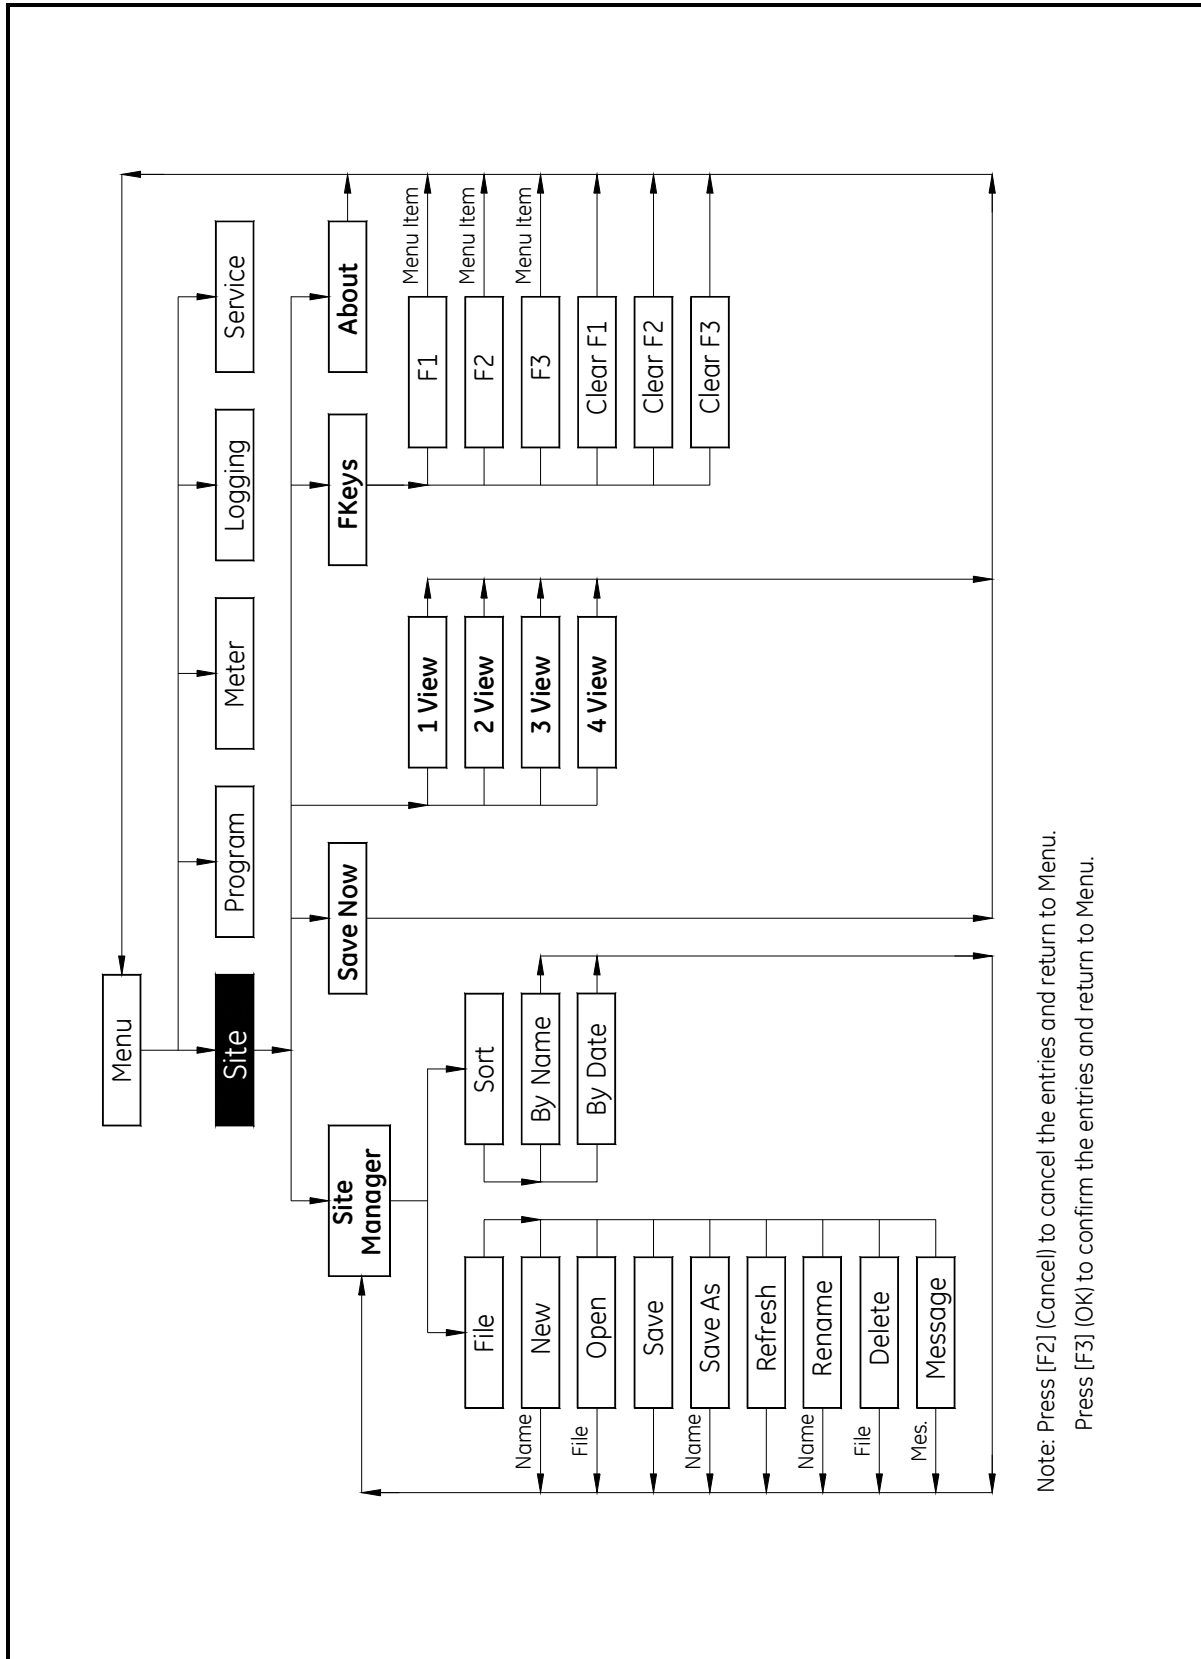 Menu
Site
Program
Meter
Logging
Service
Site
Manager
Save Now
FKeys
About
File
New
Open
Save
Save As
Refresh
Rename
Delete
Message
Name
File
Name
Name
File
Mes.
Sort
By Name
By Date
1 View
2 View
3 View
4 View
F1
F2
F3
Clear F1
Clear F2
Clear F3
Menu Item
Menu Item
Menu Item
Note: Press [F2] (Cancel) to cancel the entries and return to Menu.
Press [F3] (OK) to confirm the entries and return to Menu.